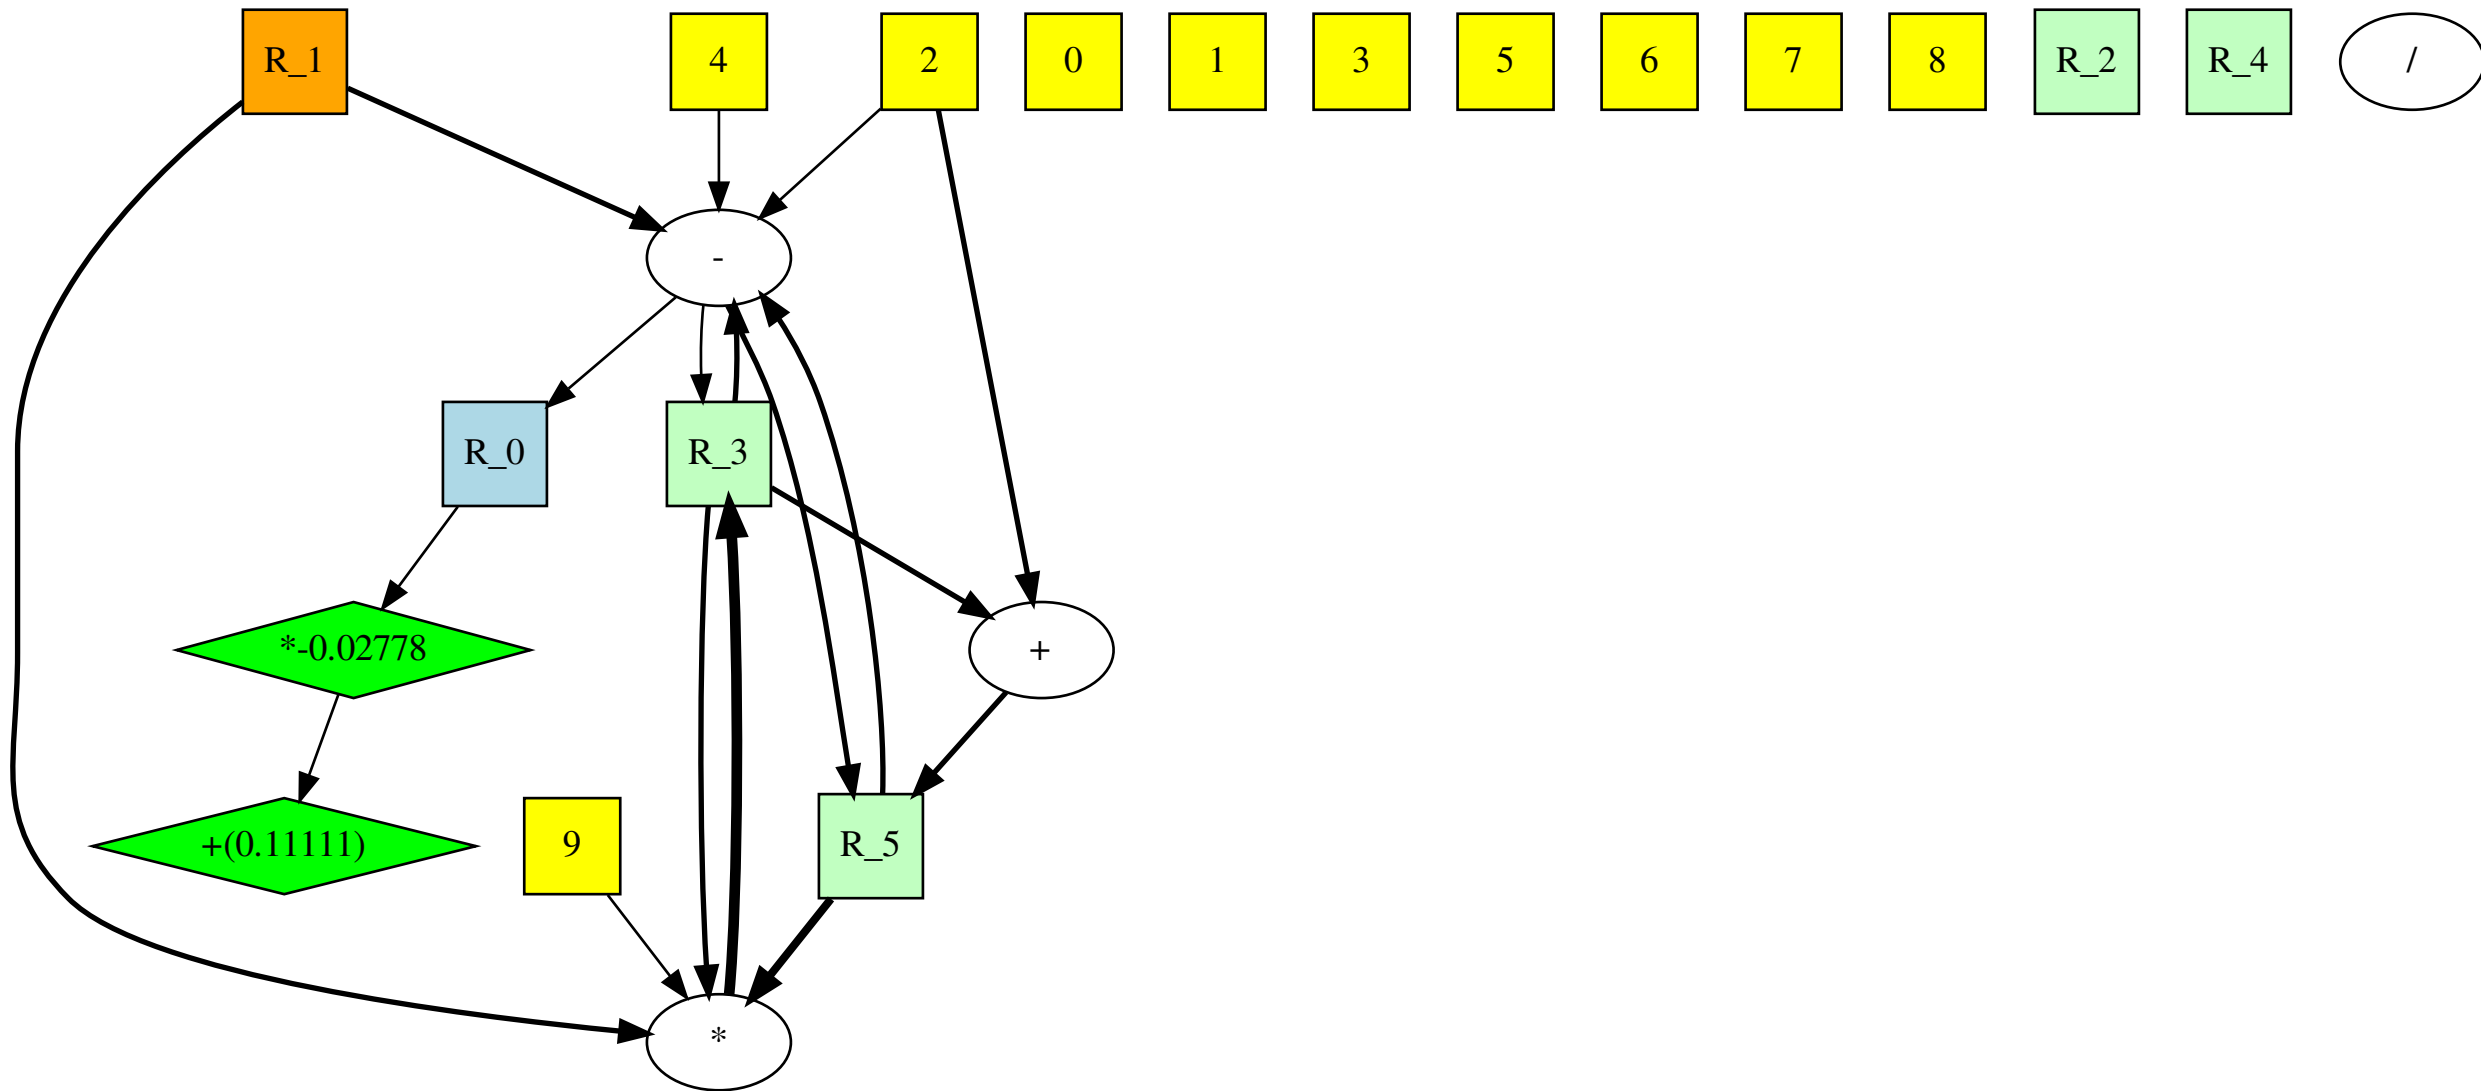 R_1
4
2
0
1
3
5
6
7
8
R_2
R_4
/
-
R_0
R_3
*-0.02778
+
+(0.11111)
9
R_5
*